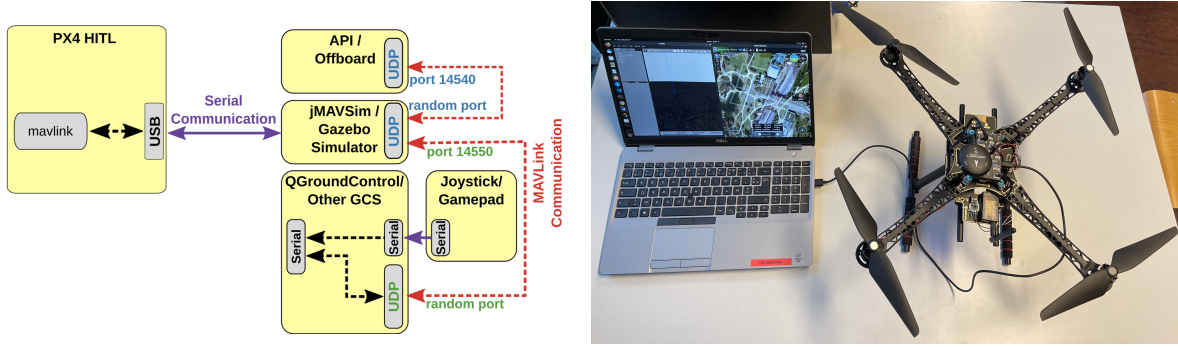 PX4 HITL
mavlink
USB
Serial
Communication
API /
Offboard
UDP
port 14540
random port
jMAVSim /
Gazebo
Simulator
UDP
port 14550
MAVLink
Communication
QGroundControl/
Other GCS
Serial
Serial
UDP
random port
Joystick/
Gamepad
Serial
DELL